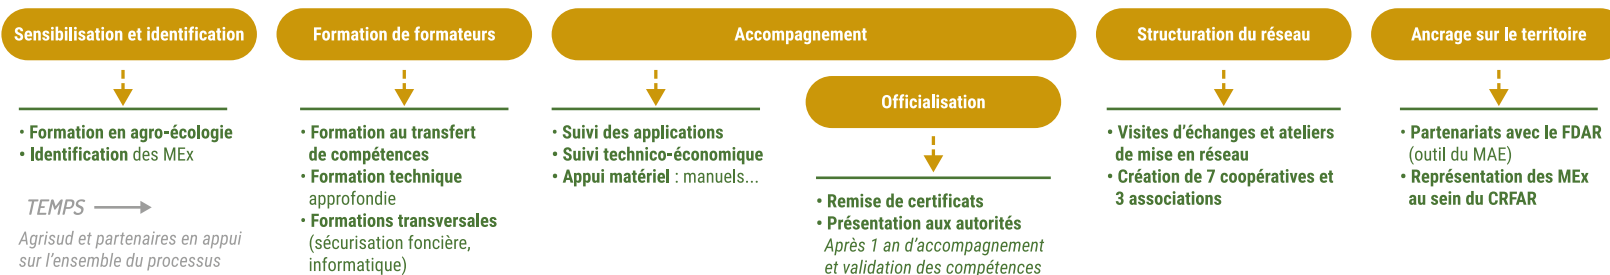 Sensibilisation et identification
• Formation en agro-écologie
• Identification des MEx
TEMPS
Agrisud et partenaires en appui
sur l'ensemble du processus
Formation de formateurs
• Formation au transfert
de compétences
• Formation technique
approfondie
• Formations transversales
(sécurisation foncière,
informatique)
Accompagnement
• Suivi des applications
• Suivi technico-économique
• Appui matériel : manuels...
Officialisation
• Remise de certificats
• Présentation aux autorités
Après 1 an d'accompagnement
et validation des compétences
Structuration du réseau
• Visites d'échanges et ateliers
de mise en réseau
• Création de 7 coopératives et
3 associations
Ancrage sur le territoire
• Partenariats avec le FDAR
(outil du MAE)
• Représentation des MEx
au sein du CRFAR